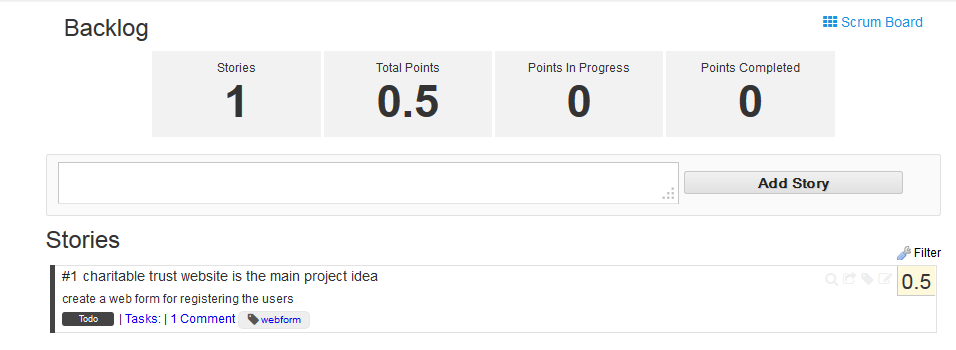 Backlog
Scrum Board
Stories
Total Points
Points In Progress
Points Completed
1
0.5
0
0
Add Story
Stories
Filter
#1 charitable trust website is the main project idea
0.5
create a web form for registering the users
Todo | Tasks: | 1 Comment webform